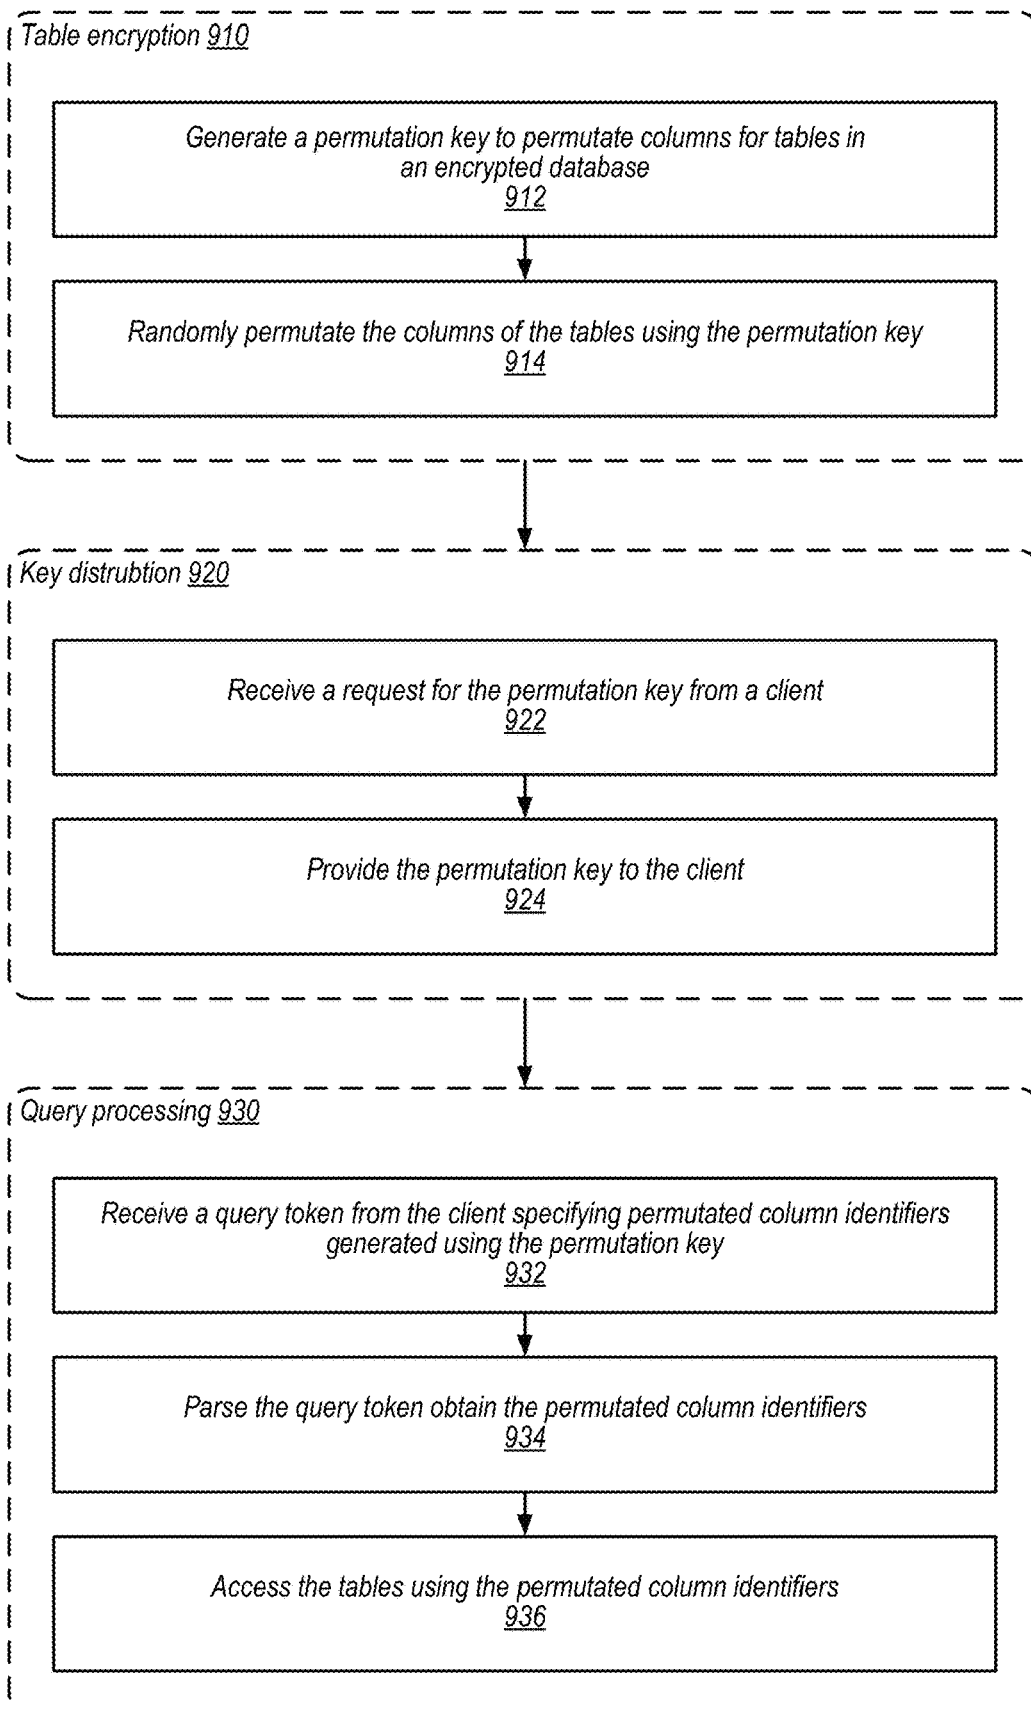 Table encryption 910
Generate a permutation key to permutate columns for tables in
an encrypted database
912
Randomly permutate the columns of the tables using the permutation key
914
Key distrubtion 920
Receive a request for the permutation key from a client
922
Provide the permutation key to the client
924
Query processing 930
Receive a query token from the client specifying permutated column identifiers
generated using the permutation key
932
Parse the query token obtain the permutated column identifiers
934
Access the tables using the permutated column identifiers
936